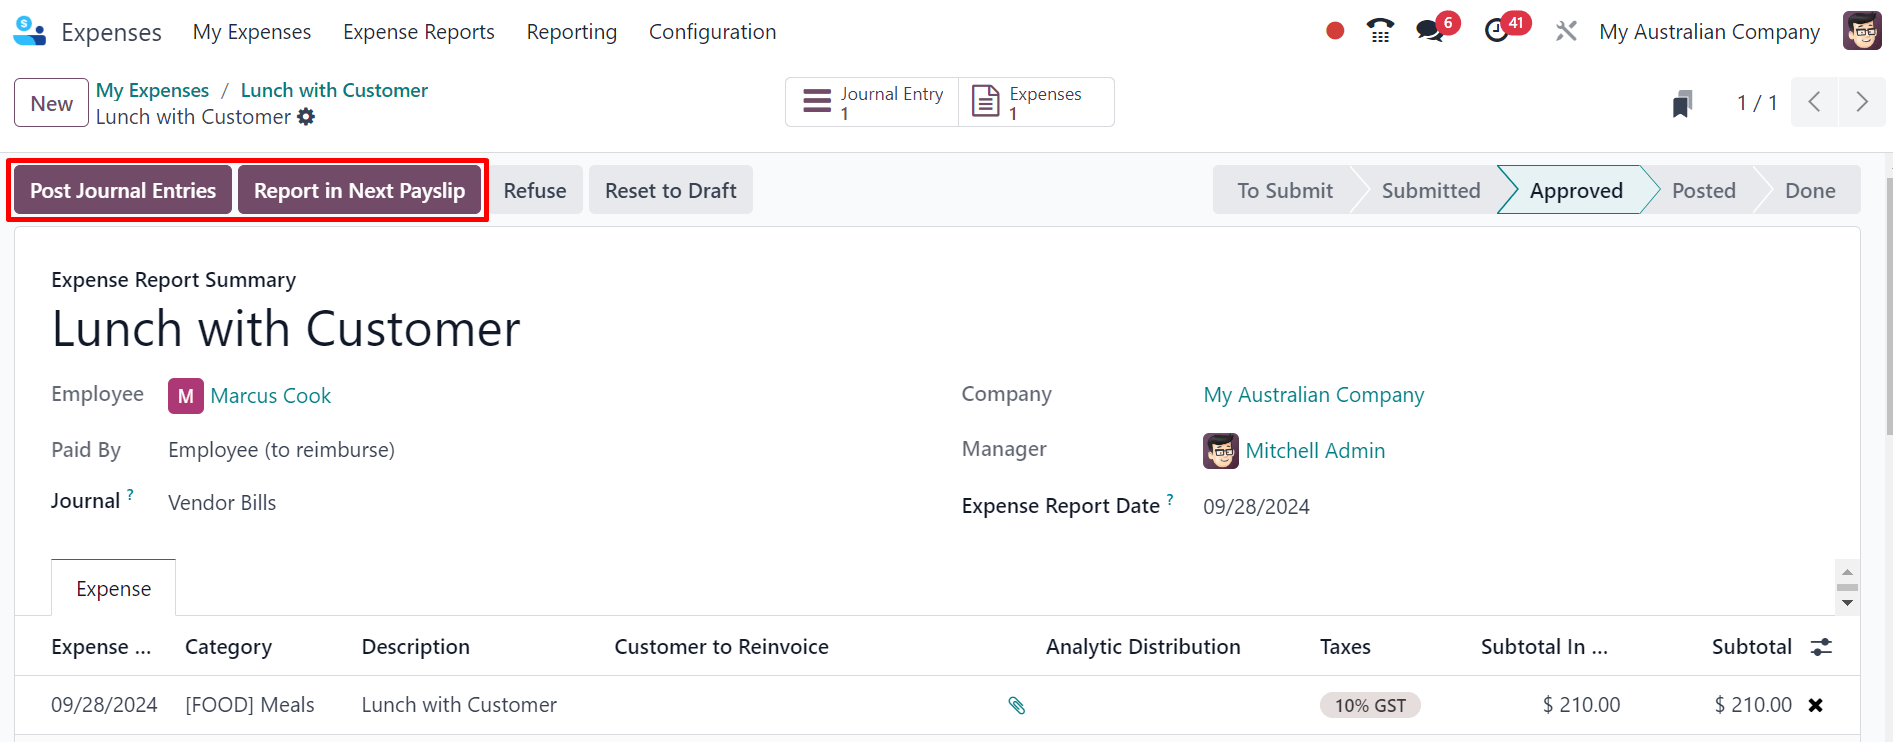 Expenses My Expenses Expense Reports Reporting Configuration 6 41 My Australian Company
New My Expenses / Lunch with Customer
Lunch with Customer
Journal Entry 1
Expenses 1
1 / 1
Post Journal Entries Report in Next Payslip Refuse Reset to Draft To Submit Submitted Approved Posted Done
Expense Report Summary
Lunch with Customer
Employee M Marcus Cook
Company My Australian Company
Paid By Employee (to reimburse)
Manager Mitchell Admin
Journal ? Vendor Bills
Expense Report Date ? 09/28/2024
Expense
Expense ... Category Description Customer to Reinvoice Analytic Distribution Taxes Subtotal In ... Subtotal
09/28/2024 [FOOD] Meals Lunch with Customer 10% GST $ 210.00 $ 210.00